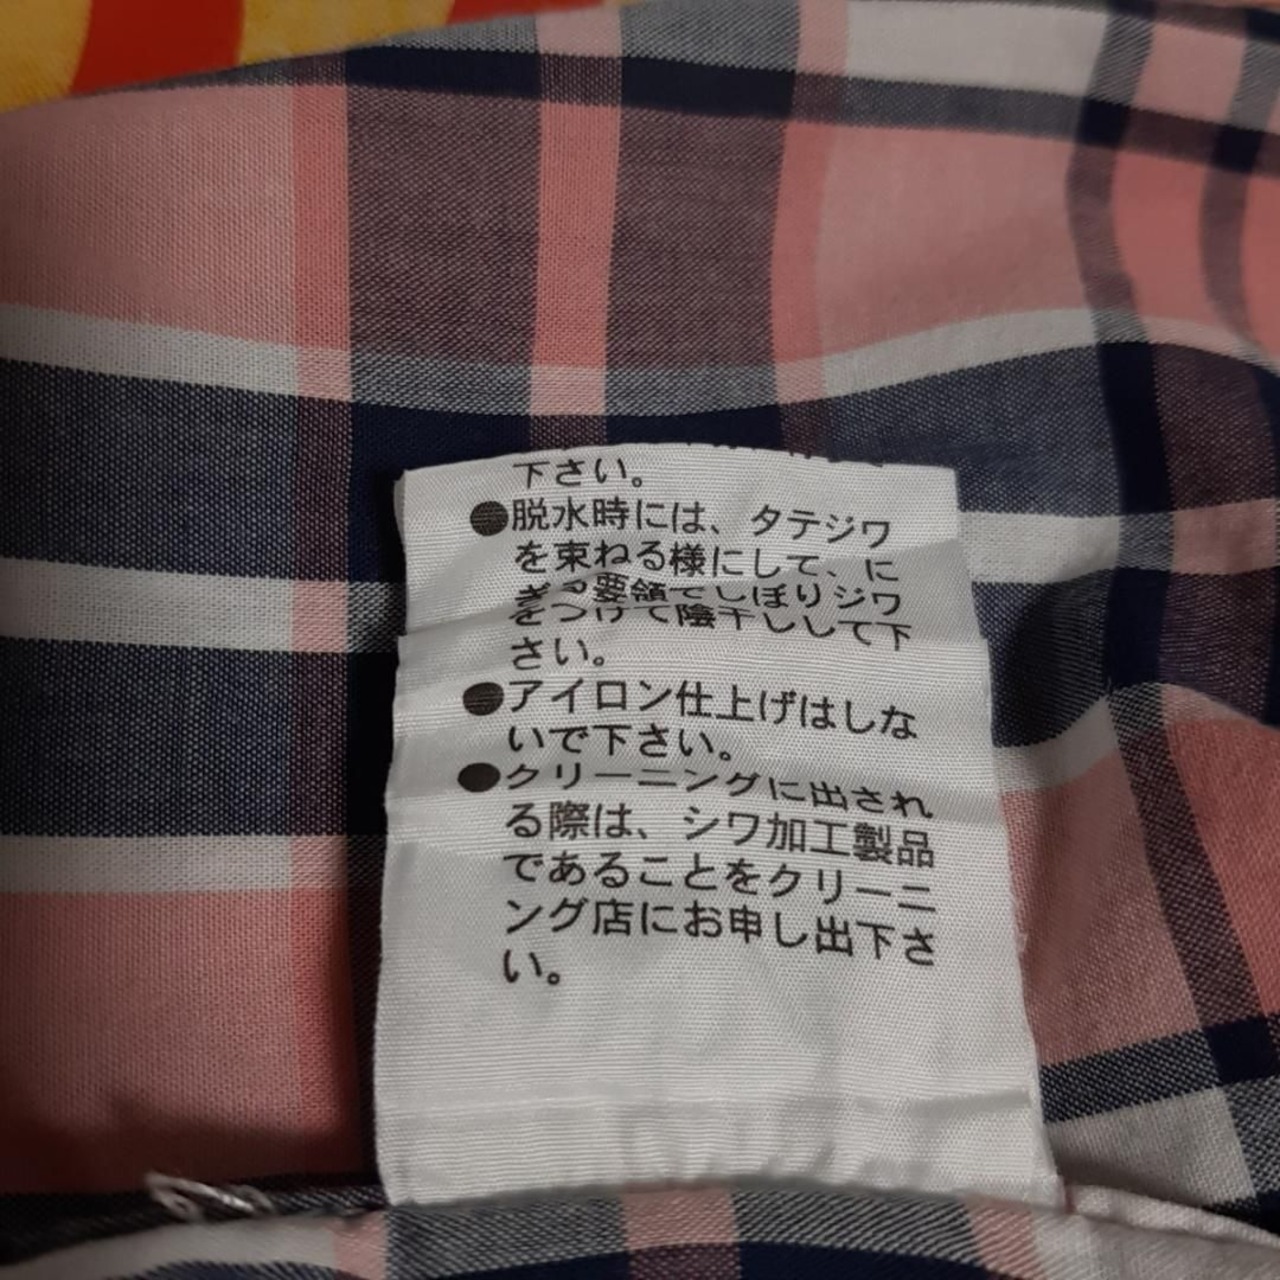 下さい。
●脱水時には、タテジワ
を束ねる様にして、に
ぎる要領でしぼりジワ
をつけて陰干しして下
さい。
●アイロン仕上げはしな
いで下さい。
●クリーニングに出され
る際は、シワ加工製品
であることをクリーニ
ング店にお申し出下さ
い。